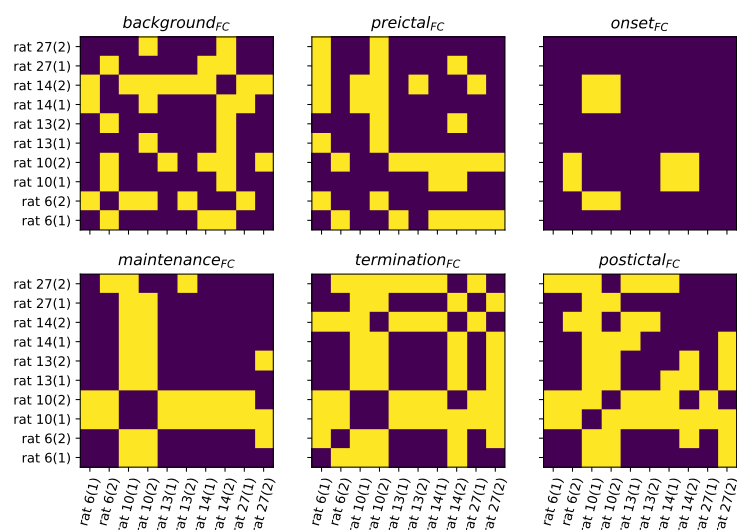 background_FC preictal_FC onset_FC
rat 27(2)
rat 27(1)
rat 14(2)
rat 14(1)
rat 13(2)
rat 13(1)
rat 10(2)
rat 10(1)
rat 6(2)
rat 6(1)
maintenance_FC termination_FC postictal_FC
rat 27(2)
rat 27(1)
rat 14(2)
rat 14(1)
rat 13(2)
rat 13(1)
rat 10(2)
rat 10(1)
rat 6(2)
rat 6(1)
rat 6(1) rat 6(2) rat 10(1) rat 10(2) rat 13(1) rat 13(2) rat 14(1) rat 14(2) rat 27(1) rat 27(2) rat 6(1) rat 6(2) rat 10(1) rat 10(2) rat 13(1) rat 13(2) rat 14(1) rat 14(2) rat 27(1) rat 27(2) rat 6(1) rat 6(2) rat 10(1) rat 10(2) rat 13(1) rat 13(2) rat 14(1) rat 14(2) rat 27(1) rat 27(2)